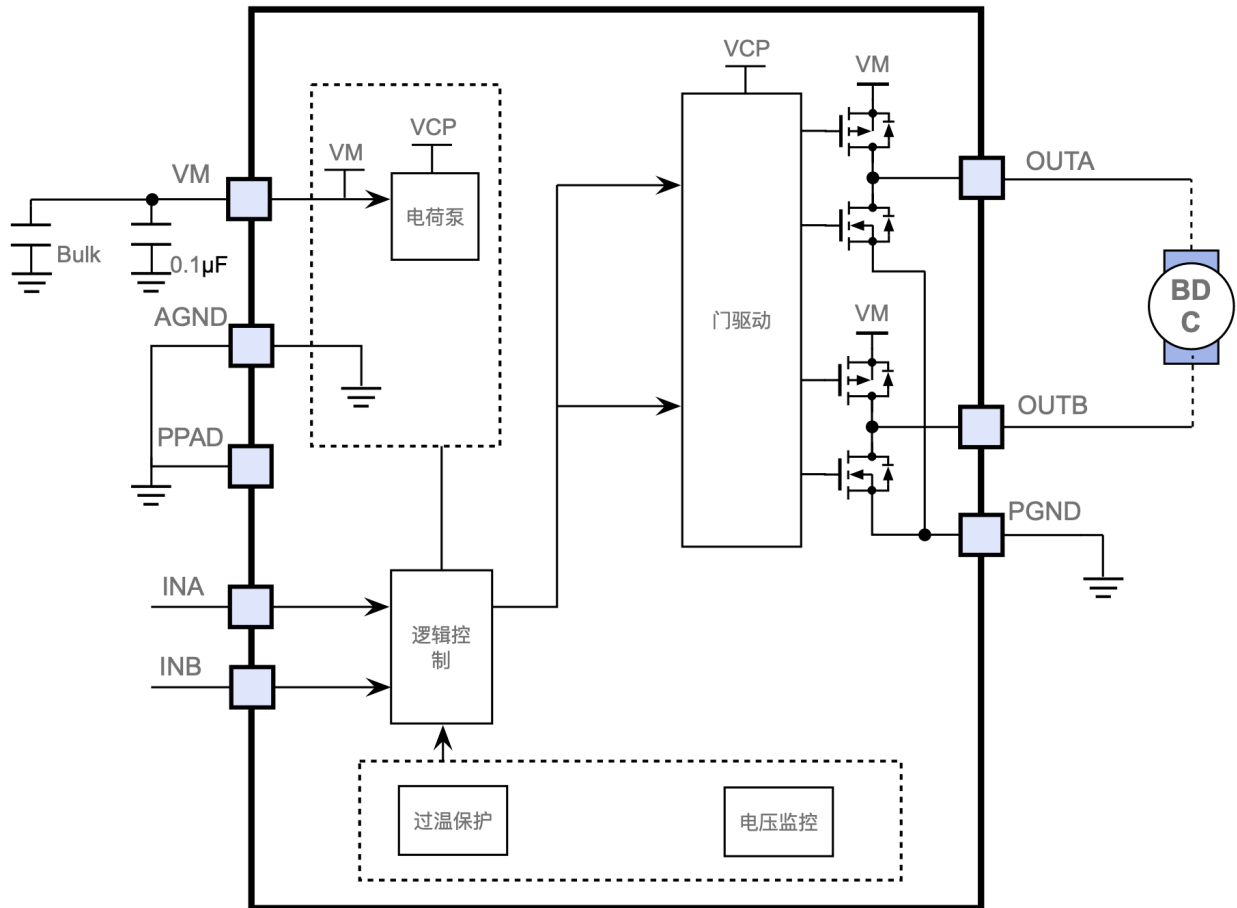 VCP
VM
VCP
VM
VM
电荷泵
Bulk
0.1μF
OUTA
BD
C
AGND
门驱动
VM
PPAD
OUTB
PGND
INA
逻辑控
制
INB
过温保护
电压监控